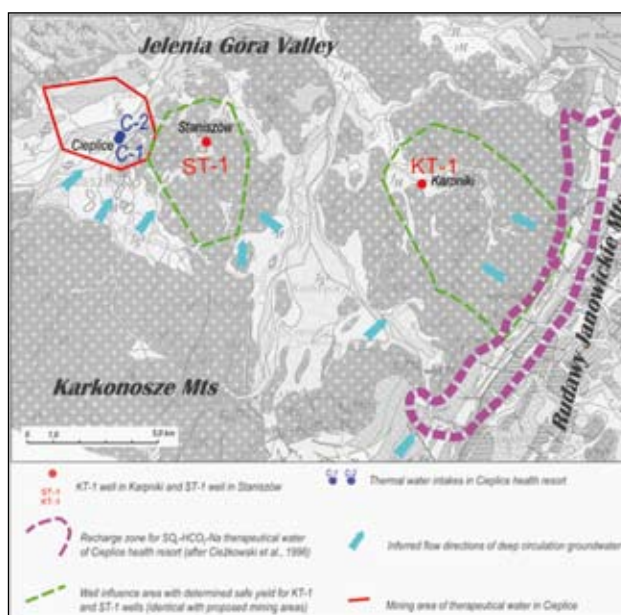 Jelenia Góra Valley
C-2
Cieplice
C-1
Staniszów
ST-1
KT-1
Karpniki
Rudawy Janowickie Mts
Karkonosze Mts
0 1,0 5,0 km
ST-1
KT-1
KT-1 well in Karpniki and ST-1 well in Staniszów
Thermal water intakes in Cieplice health resort
Recharge zone for SO₄-HCO₃-Na therapeutical water
of Cieplice health resort (after Ciężkowski et al., 1996)
Inferred flow directions of deep circulation groundwater
Well influence area with determined safe yield for KT-1
and ST-1 wells (identical with proposed mining areas)
Mining area of therapeutical water in Cieplice